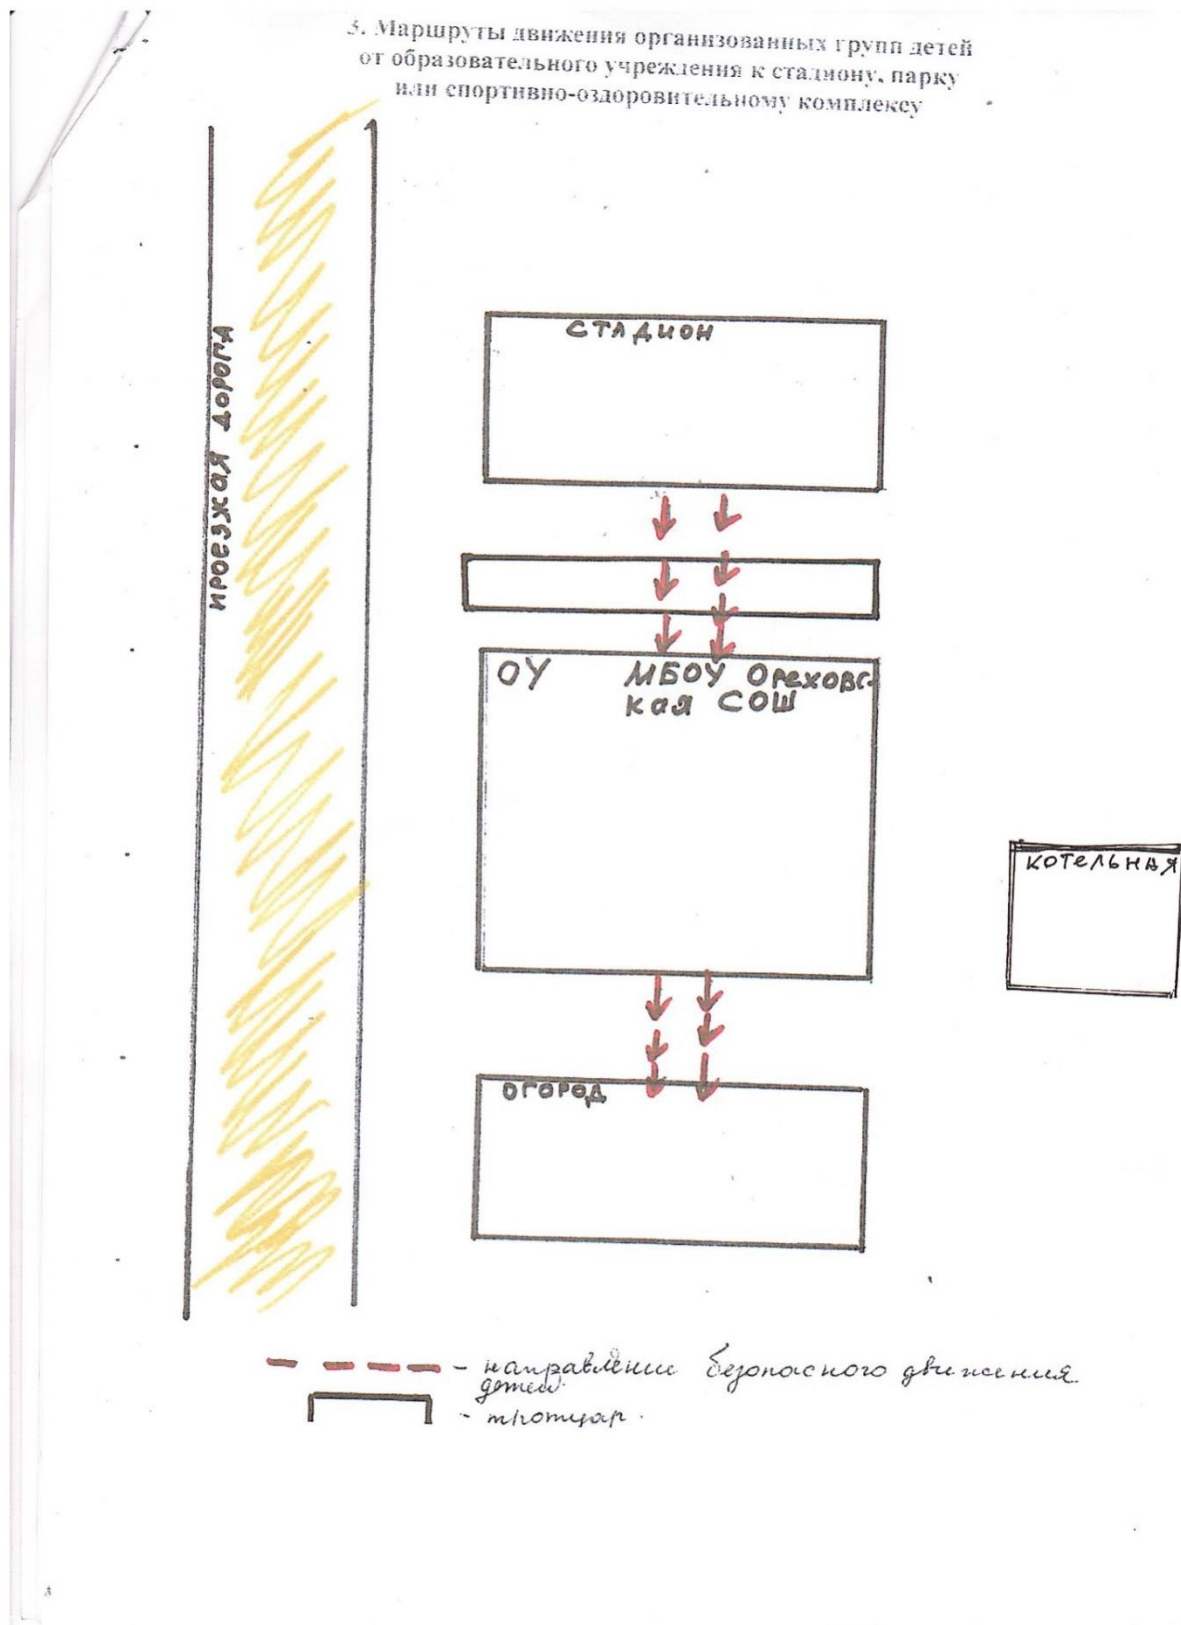 3. Маршруты движения организованных групп детей
от образовательного учреждения к стадиону, парку
или спортивно-оздоровительному комплексу
ПРОЕЗЖАЯ ДОРОГА
СТАДИОН
ОУ МБОУ Ореховс-
кая СОШ
КОТЕЛЬНАЯ
ОГОРОД
- направление безопасного движения
детей.
- тротуар.